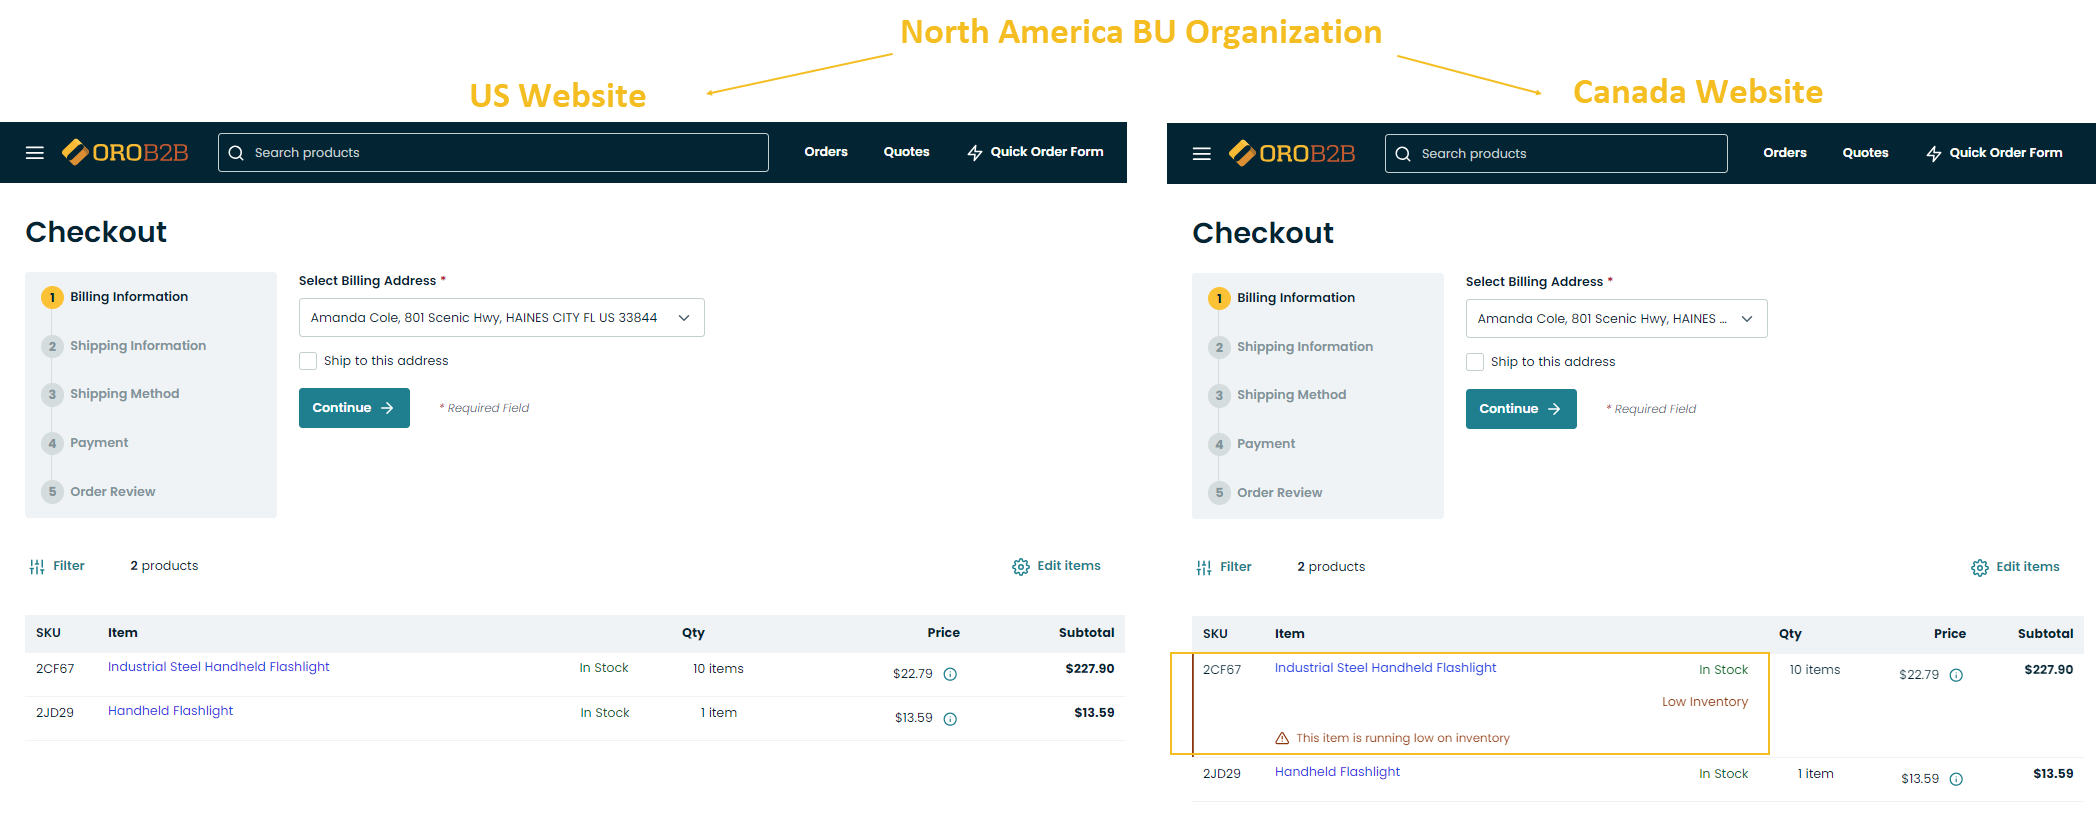 North America BU Organization
US Website
Canada Website
OROB2B
Search products
Orders
Quotes
Quick Order Form
Checkout
1 Billing Information
2 Shipping Information
3 Shipping Method
4 Payment
5 Order Review
Select Billing Address *
Amanda Cole, 801 Scenic Hwy, HAINES CITY FL US 33844
Ship to this address
Continue
* Required Field
Filter
2 products
Edit items
SKU Item Qty Price Subtotal
2CF67 Industrial Steel Handheld Flashlight In Stock 10 items $22.79 $227.90
2JD29 Handheld Flashlight In Stock 1 item $13.59 $13.59
OROB2B
Search products
Orders
Quotes
Quick Order Form
Checkout
1 Billing Information
2 Shipping Information
3 Shipping Method
4 Payment
5 Order Review
Select Billing Address *
Amanda Cole, 801 Scenic Hwy, HAINES ...
Ship to this address
Continue
* Required Field
Filter
2 products
Edit items
SKU Item Qty Price Subtotal
2CF67 Industrial Steel Handheld Flashlight In Stock 10 items $22.79 $227.90
Low Inventory
This item is running low on inventory
2JD29 Handheld Flashlight In Stock 1 item $13.59 $13.59